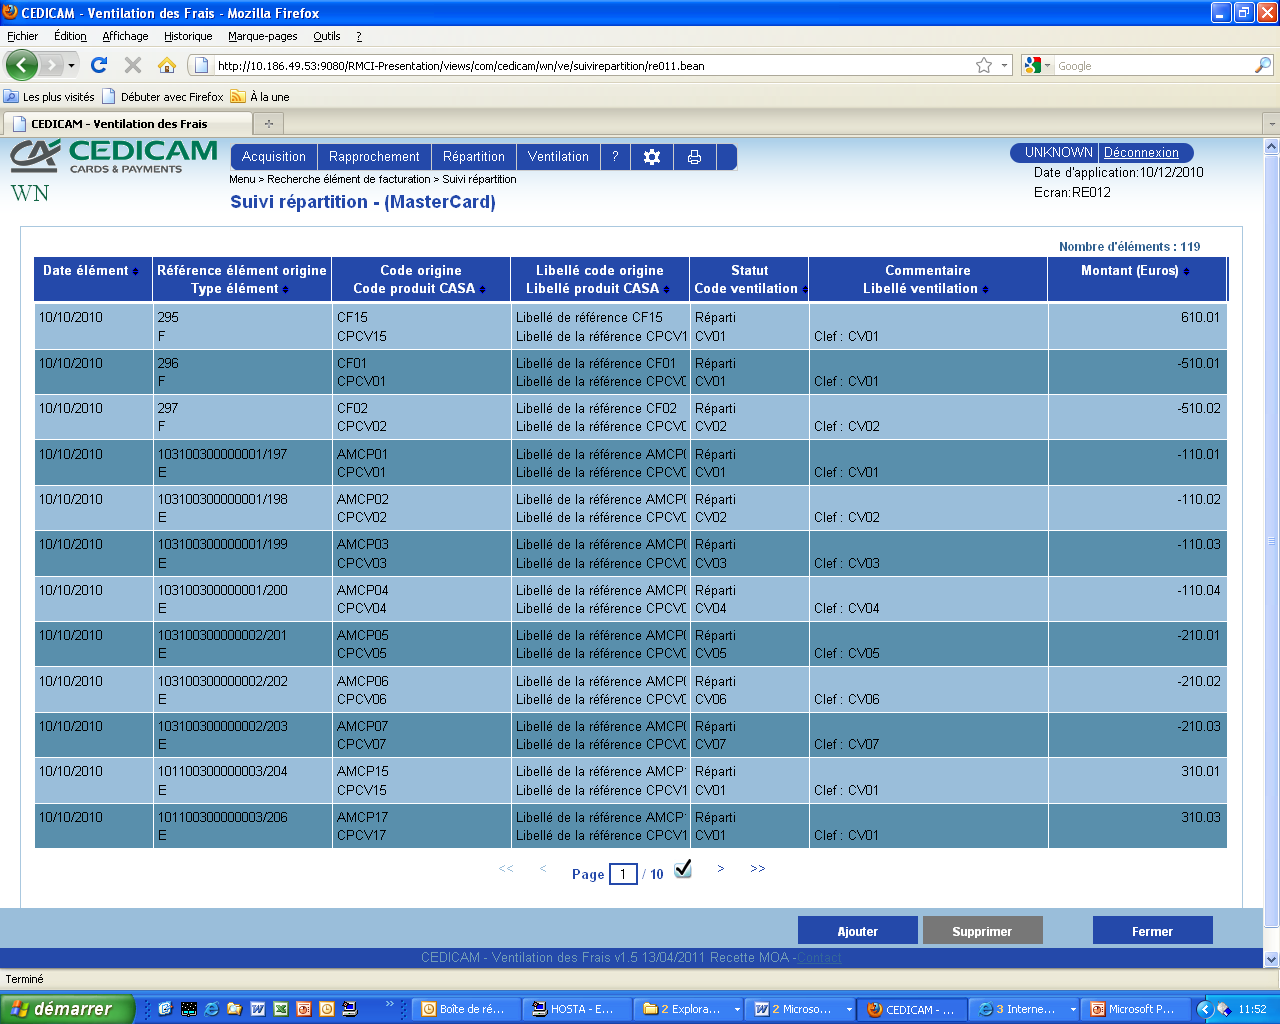 CEDICAM - Ventilation des Frais - Mozilla Firefox
Fichier Édition Affichage Historique Marque-pages Outils ?
http://10.186.49.53:9080/RMCI-Presentation/views/com/cedicam/wn/ve/suivirepartition/re011.bean Google
Les plus visités Débuter avec Firefox À la une
CEDICAM - Ventilation des Frais
CA CEDICAM
CARDS & PAYMENTS
WN
Acquisition Rapprochement Répartition Ventilation ?
UNKNOWN Déconnexion
Menu > Recherche élément de facturation > Suivi répartition
Date d'application:10/12/2010
Suivi répartition - (MasterCard)
Ecran:RE012
Nombre d'éléments : 119
Date élément Référence élément origine Code origine Libellé code origine Statut Commentaire Montant (Euros)
Type élément Code produit CASA Libellé produit CASA Code ventilation Libellé ventilation
10/10/2010 295 CF15 Libellé de référence CF15 Réparti 610.01
F CPCV15 Libellé de la référence CPCV1 CV01 Clef : CV01
10/10/2010 296 CF01 Libellé de la référence CF01 Réparti -510.01
F CPCV01 Libellé de la référence CPCV0 CV01 Clef : CV01
10/10/2010 297 CF02 Libellé de la référence CF02 Réparti -510.02
F CPCV02 Libellé de la référence CPCV0 CV02 Clef : CV02
10/10/2010 103100300000001/197 AMCP01 Libellé de la référence AMCP0 Réparti -110.01
E CPCV01 Libellé de la référence CPCV0 CV01 Clef : CV01
10/10/2010 103100300000001/198 AMCP02 Libellé de la référence AMCP0 Réparti -110.02
E CPCV02 Libellé de la référence CPCV0 CV02 Clef : CV02
10/10/2010 103100300000001/199 AMCP03 Libellé de la référence AMCP0 Réparti -110.03
E CPCV03 Libellé de la référence CPCV0 CV03 Clef : CV03
10/10/2010 103100300000001/200 AMCP04 Libellé de la référence AMCP0 Réparti -110.04
E CPCV04 Libellé de la référence CPCV0 CV04 Clef : CV04
10/10/2010 103100300000002/201 AMCP05 Libellé de la référence AMCP0 Réparti -210.01
E CPCV05 Libellé de la référence CPCV0 CV05 Clef : CV05
10/10/2010 103100300000002/202 AMCP06 Libellé de la référence AMCP0 Réparti -210.02
E CPCV06 Libellé de la référence CPCV0 CV06 Clef : CV06
10/10/2010 103100300000002/203 AMCP07 Libellé de la référence AMCP0 Réparti -210.03
E CPCV07 Libellé de la référence CPCV0 CV07 Clef : CV07
10/10/2010 101100300000003/204 AMCP15 Libellé de la référence AMCP1 Réparti 310.01
E CPCV15 Libellé de la référence CPCV1 CV01 Clef : CV01
10/10/2010 101100300000003/206 AMCP17 Libellé de la référence AMCP1 Réparti 310.03
E CPCV17 Libellé de la référence CPCV1 CV01 Clef : CV01
<< < Page 1 / 10 > >>
Ajouter Supprimer Fermer
CEDICAM - Ventilation des Frais v1.5 13/04/2011 Recette MOA -Contact
Terminé
démarrer Boîte de ré... HOSTA - E... 2 Explora... 2 Microso... CEDICAM - ... 3 Interne... Microsoft P... 11:52